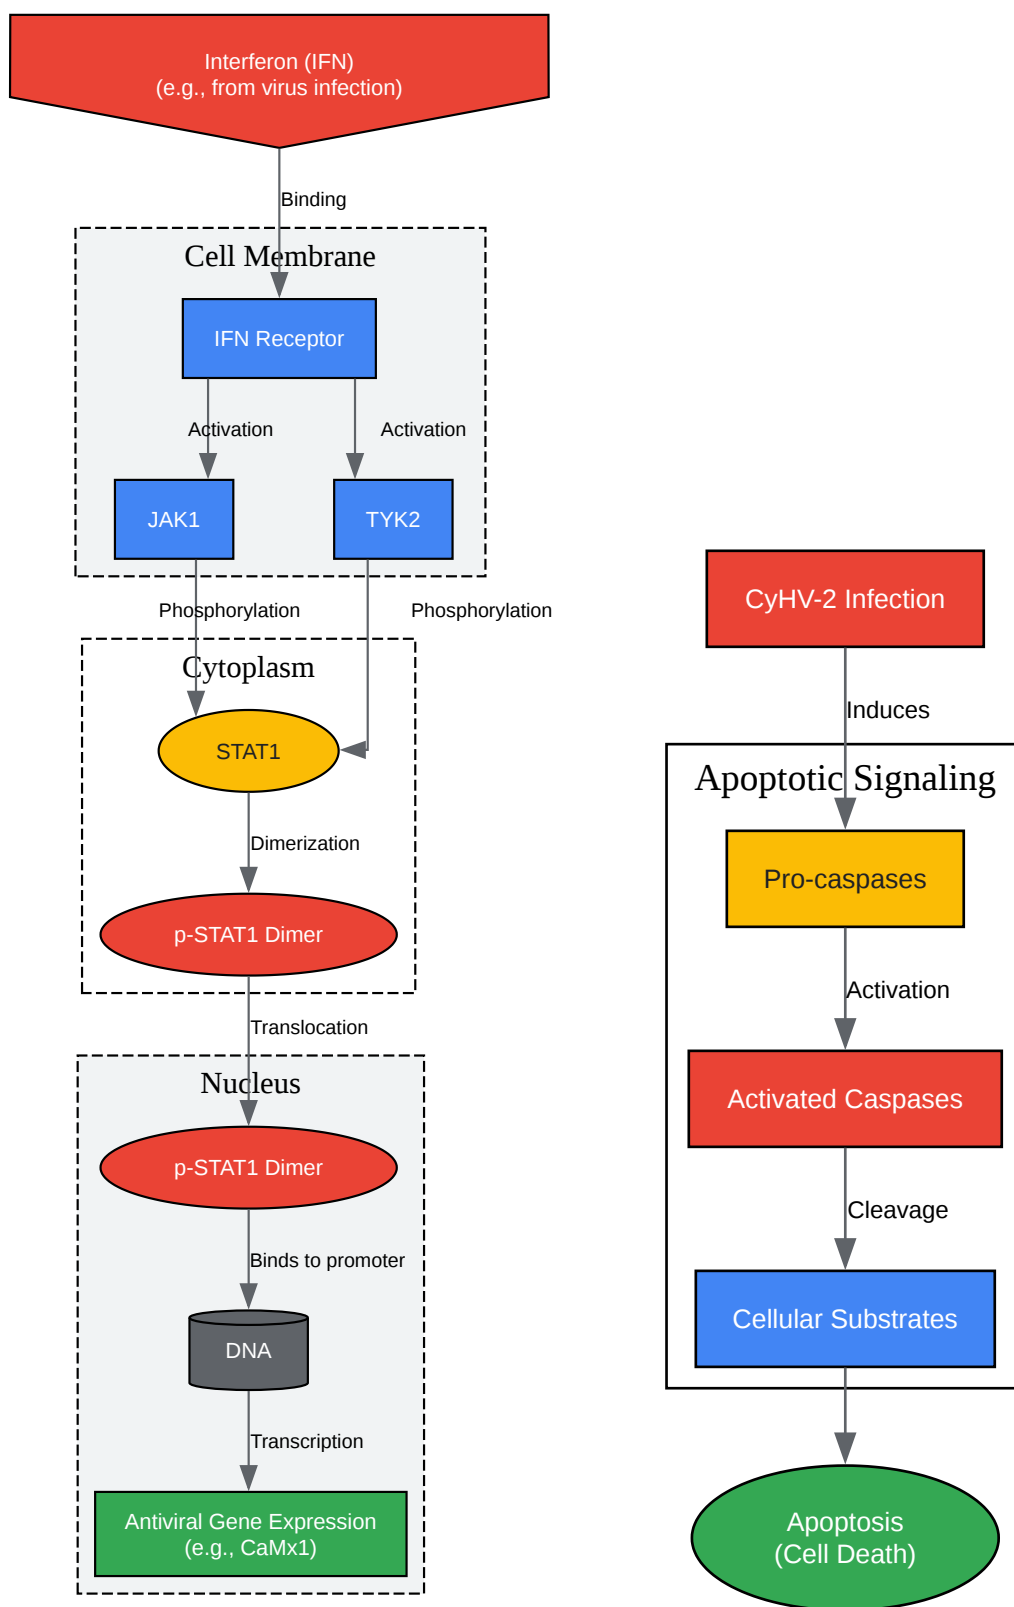 Interferon (IFN)
(e.g., from virus infection)
Binding
Cell Membrane
IFN Receptor
Activation
Activation
JAK1
TYK2
Phosphorylation
Phosphorylation
Cytoplasm
STAT1
Dimerization
p-STAT1 Dimer
Translocation
Nucleus
p-STAT1 Dimer
Binds to promoter
DNA
Transcription
Antiviral Gene Expression
(e.g., CaMx1)
CyHV-2 Infection
Induces
Apoptotic Signaling
Pro-caspases
Activation
Activated Caspases
Cleavage
Cellular Substrates
Apoptosis
(Cell Death)